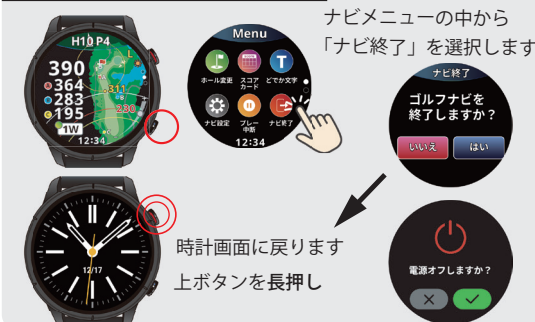 ナビメニューの中から
「ナビ終了」を選択します
H10 P4
390
364
283
195
311
230
1W
12:34
Menu
ホール変更
スコア
カード
T
どでか文字
ナビ設定
プレー
中断
ナビ終了
12:34
ナビ終了
ゴルフナビを
終了しますか？
いいえ
はい
12/17
時計画面に戻ります
上ボタンを長押し
電源オフしますか？